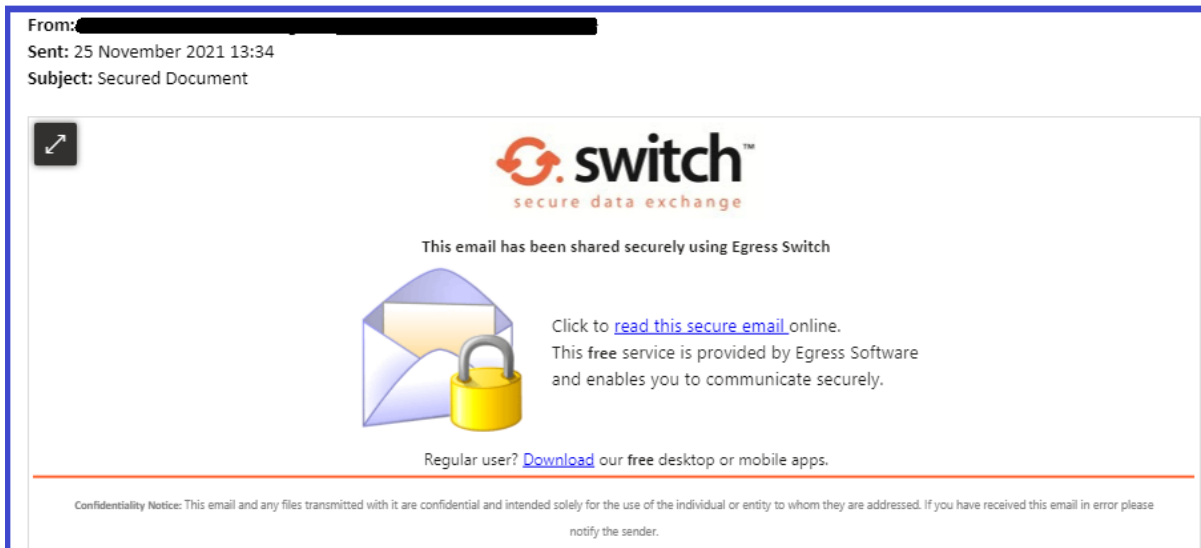 From:
Sent: 25 November 2021 13:34
Subject: Secured Document
switch™
secure data exchange
This email has been shared securely using Egress Switch
Click to read this secure email online.
This free service is provided by Egress Software
and enables you to communicate securely.
Regular user? Download our free desktop or mobile apps.
Confidentiality Notice: This email and any files transmitted with it are confidential and intended solely for the use of the individual or entity to whom they are addressed. If you have received this email in error please
notify the sender.